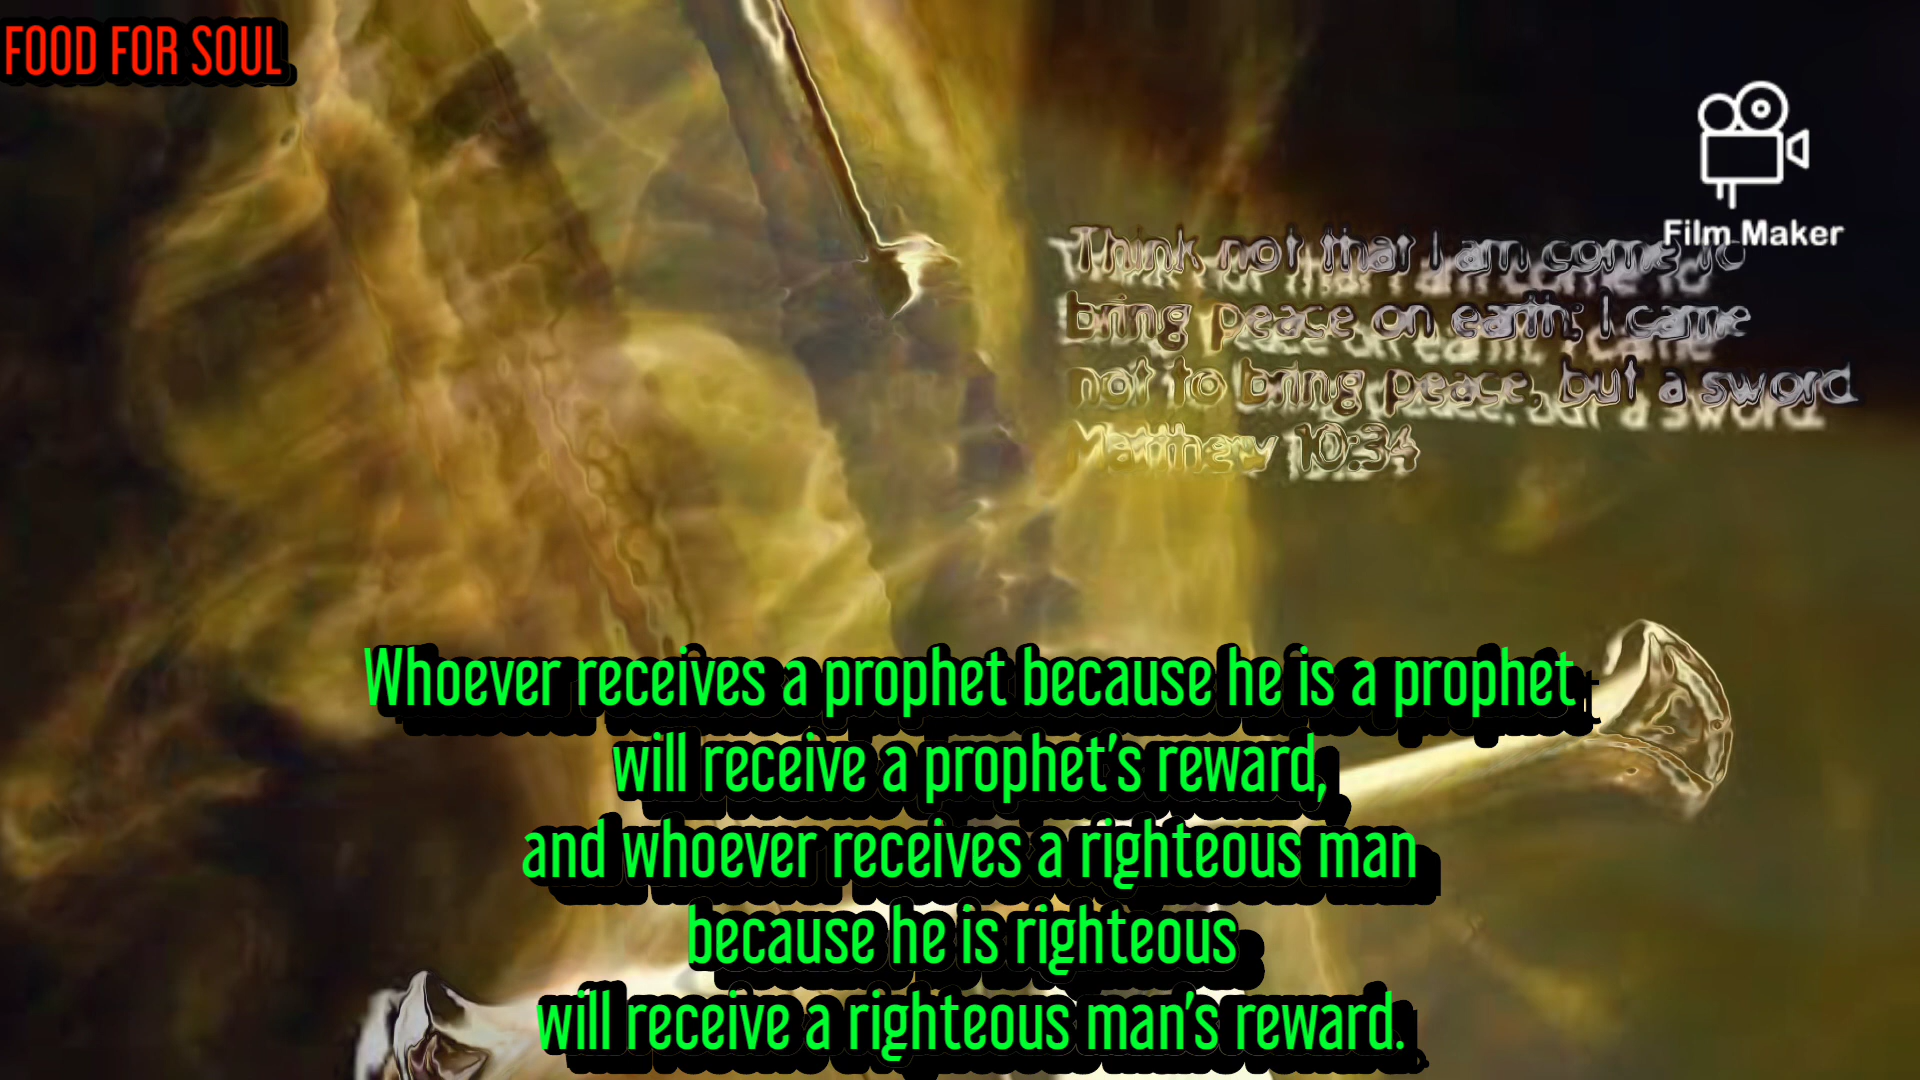 FOOD FOR SOUL
Film Maker
Think not that I am come to
bring peace on earth; I came
not to bring peace, but a sword
Matthew 10:34
Whoever receives a prophet because he is a prophet
will receive a prophet's reward,
and whoever receives a righteous man
because he is righteous
will receive a righteous man's reward.